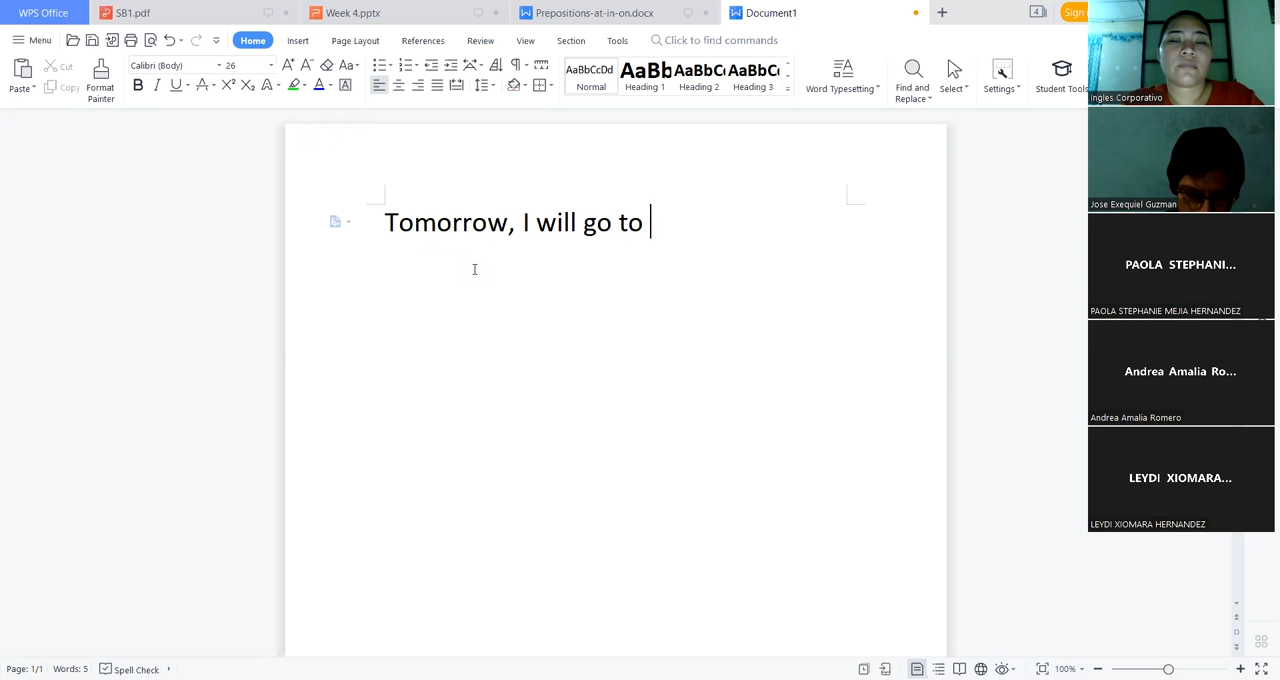 WPS Office
SB1.pdf
Week 4.pptx
Prepositions-at-in-on.docx
Document1
4
Sign
Menu
Home
Insert
Page Layout
References
Review
View
Section
Tools
Click to find commands
Paste
Cut
Copy
Format Painter
Calibri (Body)
26
AaBbCcDd
Normal
AaBb
Heading 1
AaBbC
Heading 2
AaBbC
Heading 3
Word Typesetting
Find and Replace
Select
Settings
Student Tools
Tomorrow, I will go to
Ingles Corporativo
Jose Exequiel Guzman
PAOLA STEPHANI...
PAOLA STEPHANIE MEJIA HERNANDEZ
Andrea Amalia Ro...
Andrea Amalia Romero
LEYDI XIOMARA...
LEYDI XIOMARA HERNANDEZ
Page: 1/1
Words: 5
Spell Check
100%